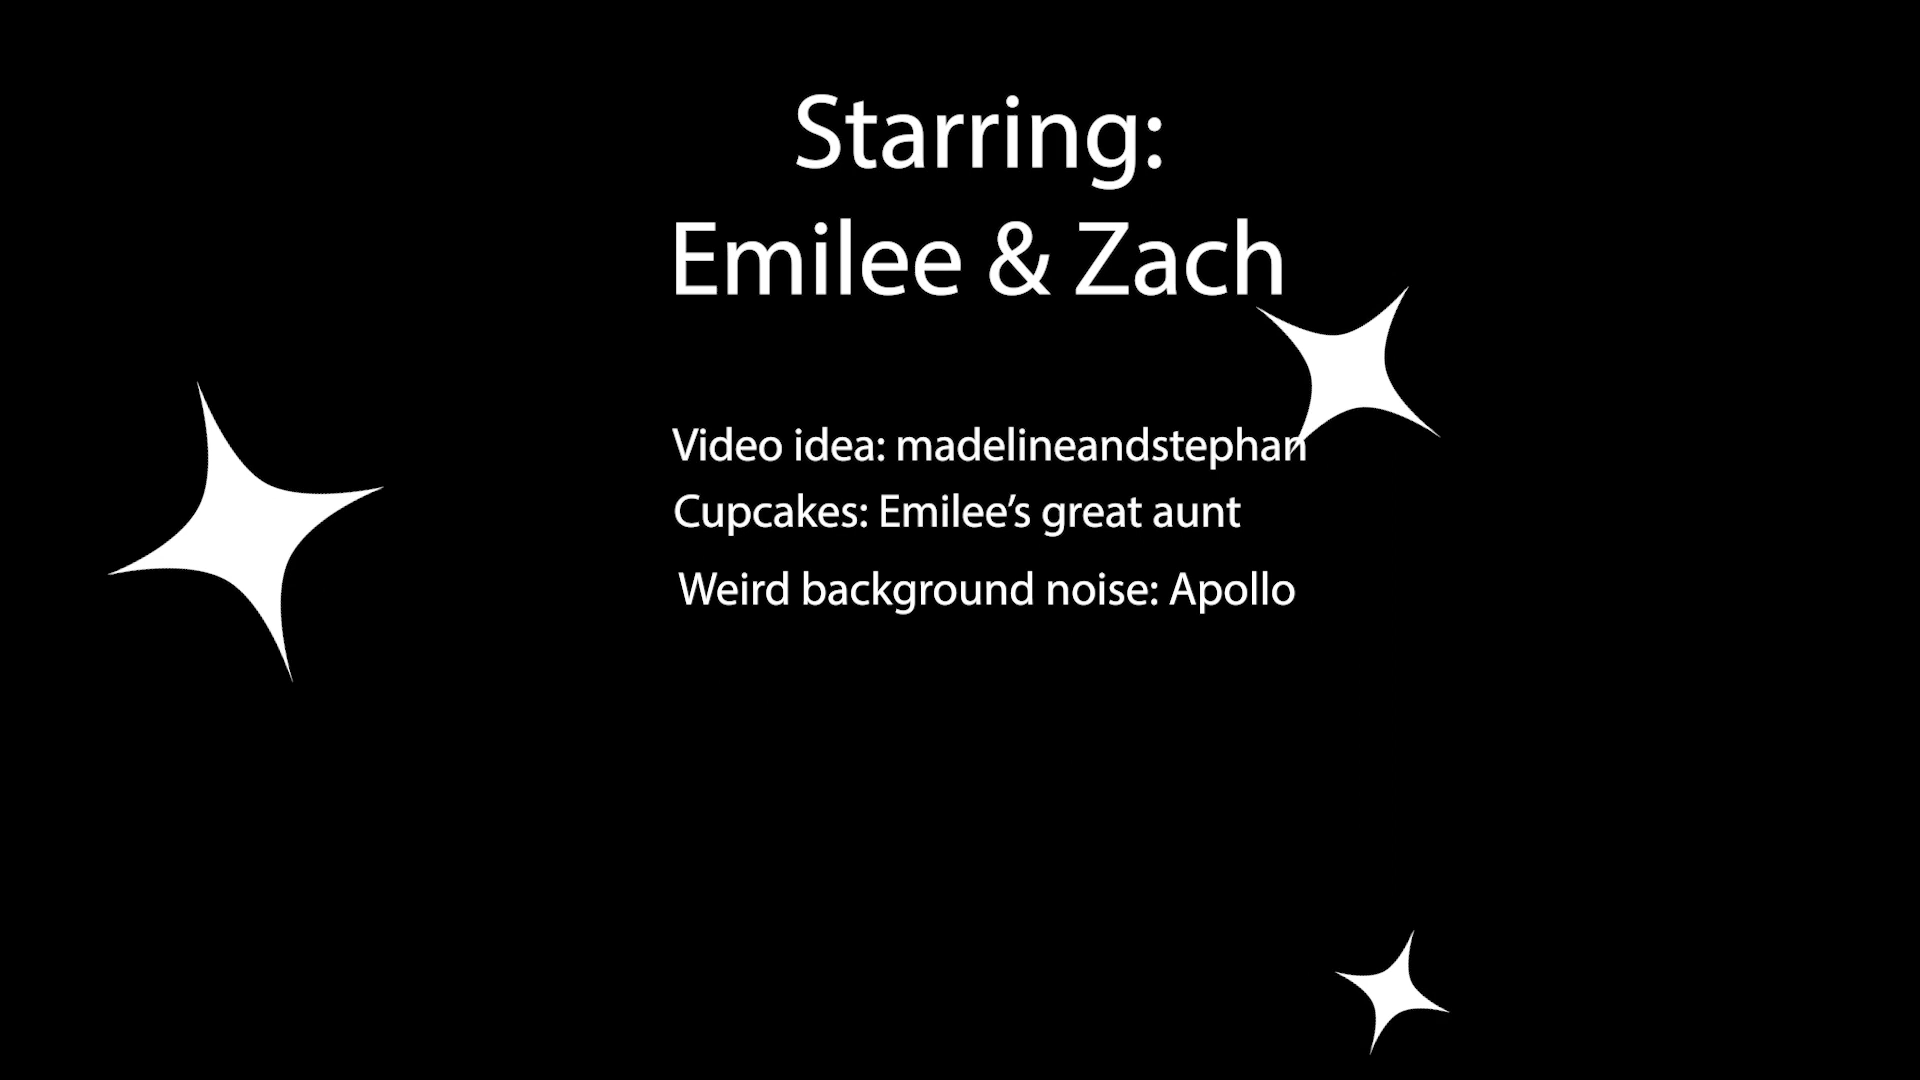 Starring:
Emilee & Zach
Video idea: madelineandstephan
Cupcakes: Emilee’s great aunt
Weird background noise: Apollo